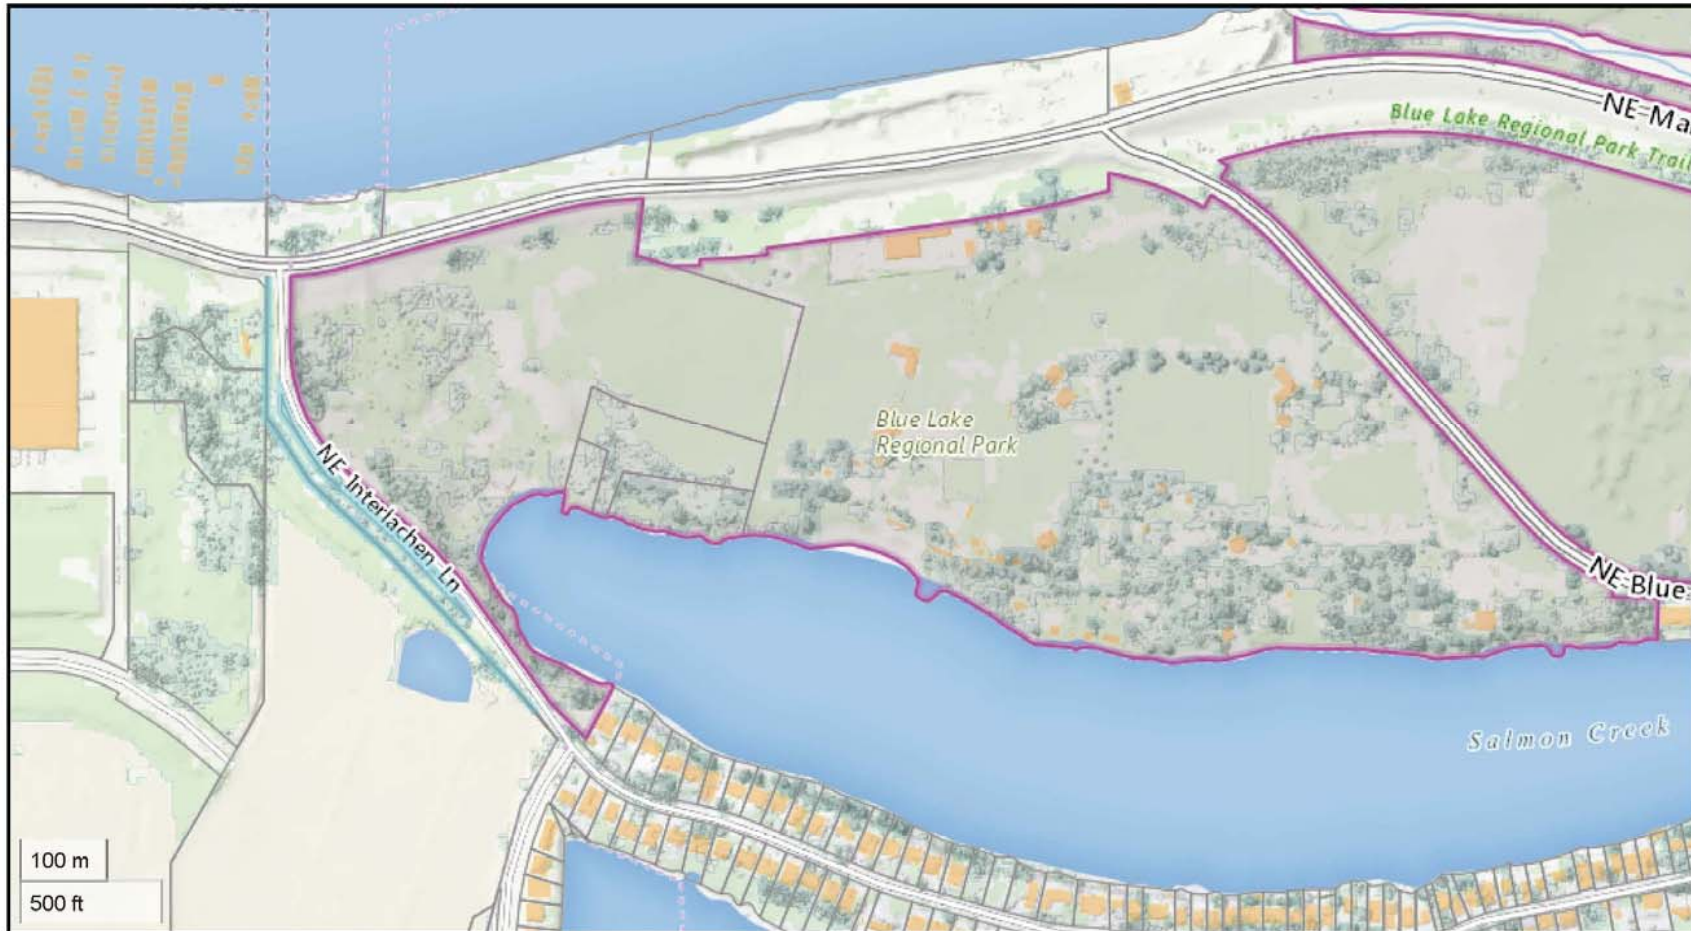 NE Ma
Blue Lake Regional Park Trail
Blue Lake
Regional Park
NE Interlachen Ln
NE Blue
Salmon Creek
100 m
500 ft